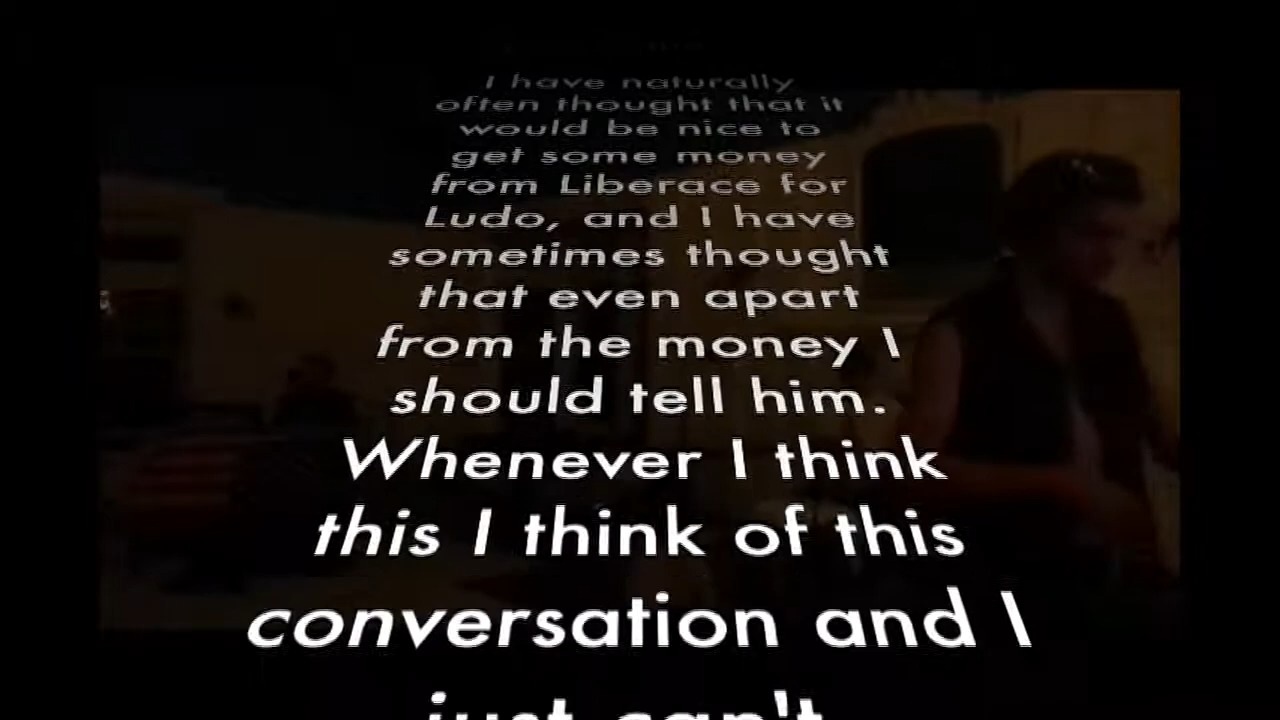 I have naturally
often thought that it
would be nice to
get some money
from Liberace for
Ludo, and I have
sometimes thought
that even apart
from the money I
should tell him.
Whenever I think
this I think of this
conversation and I
just can't.